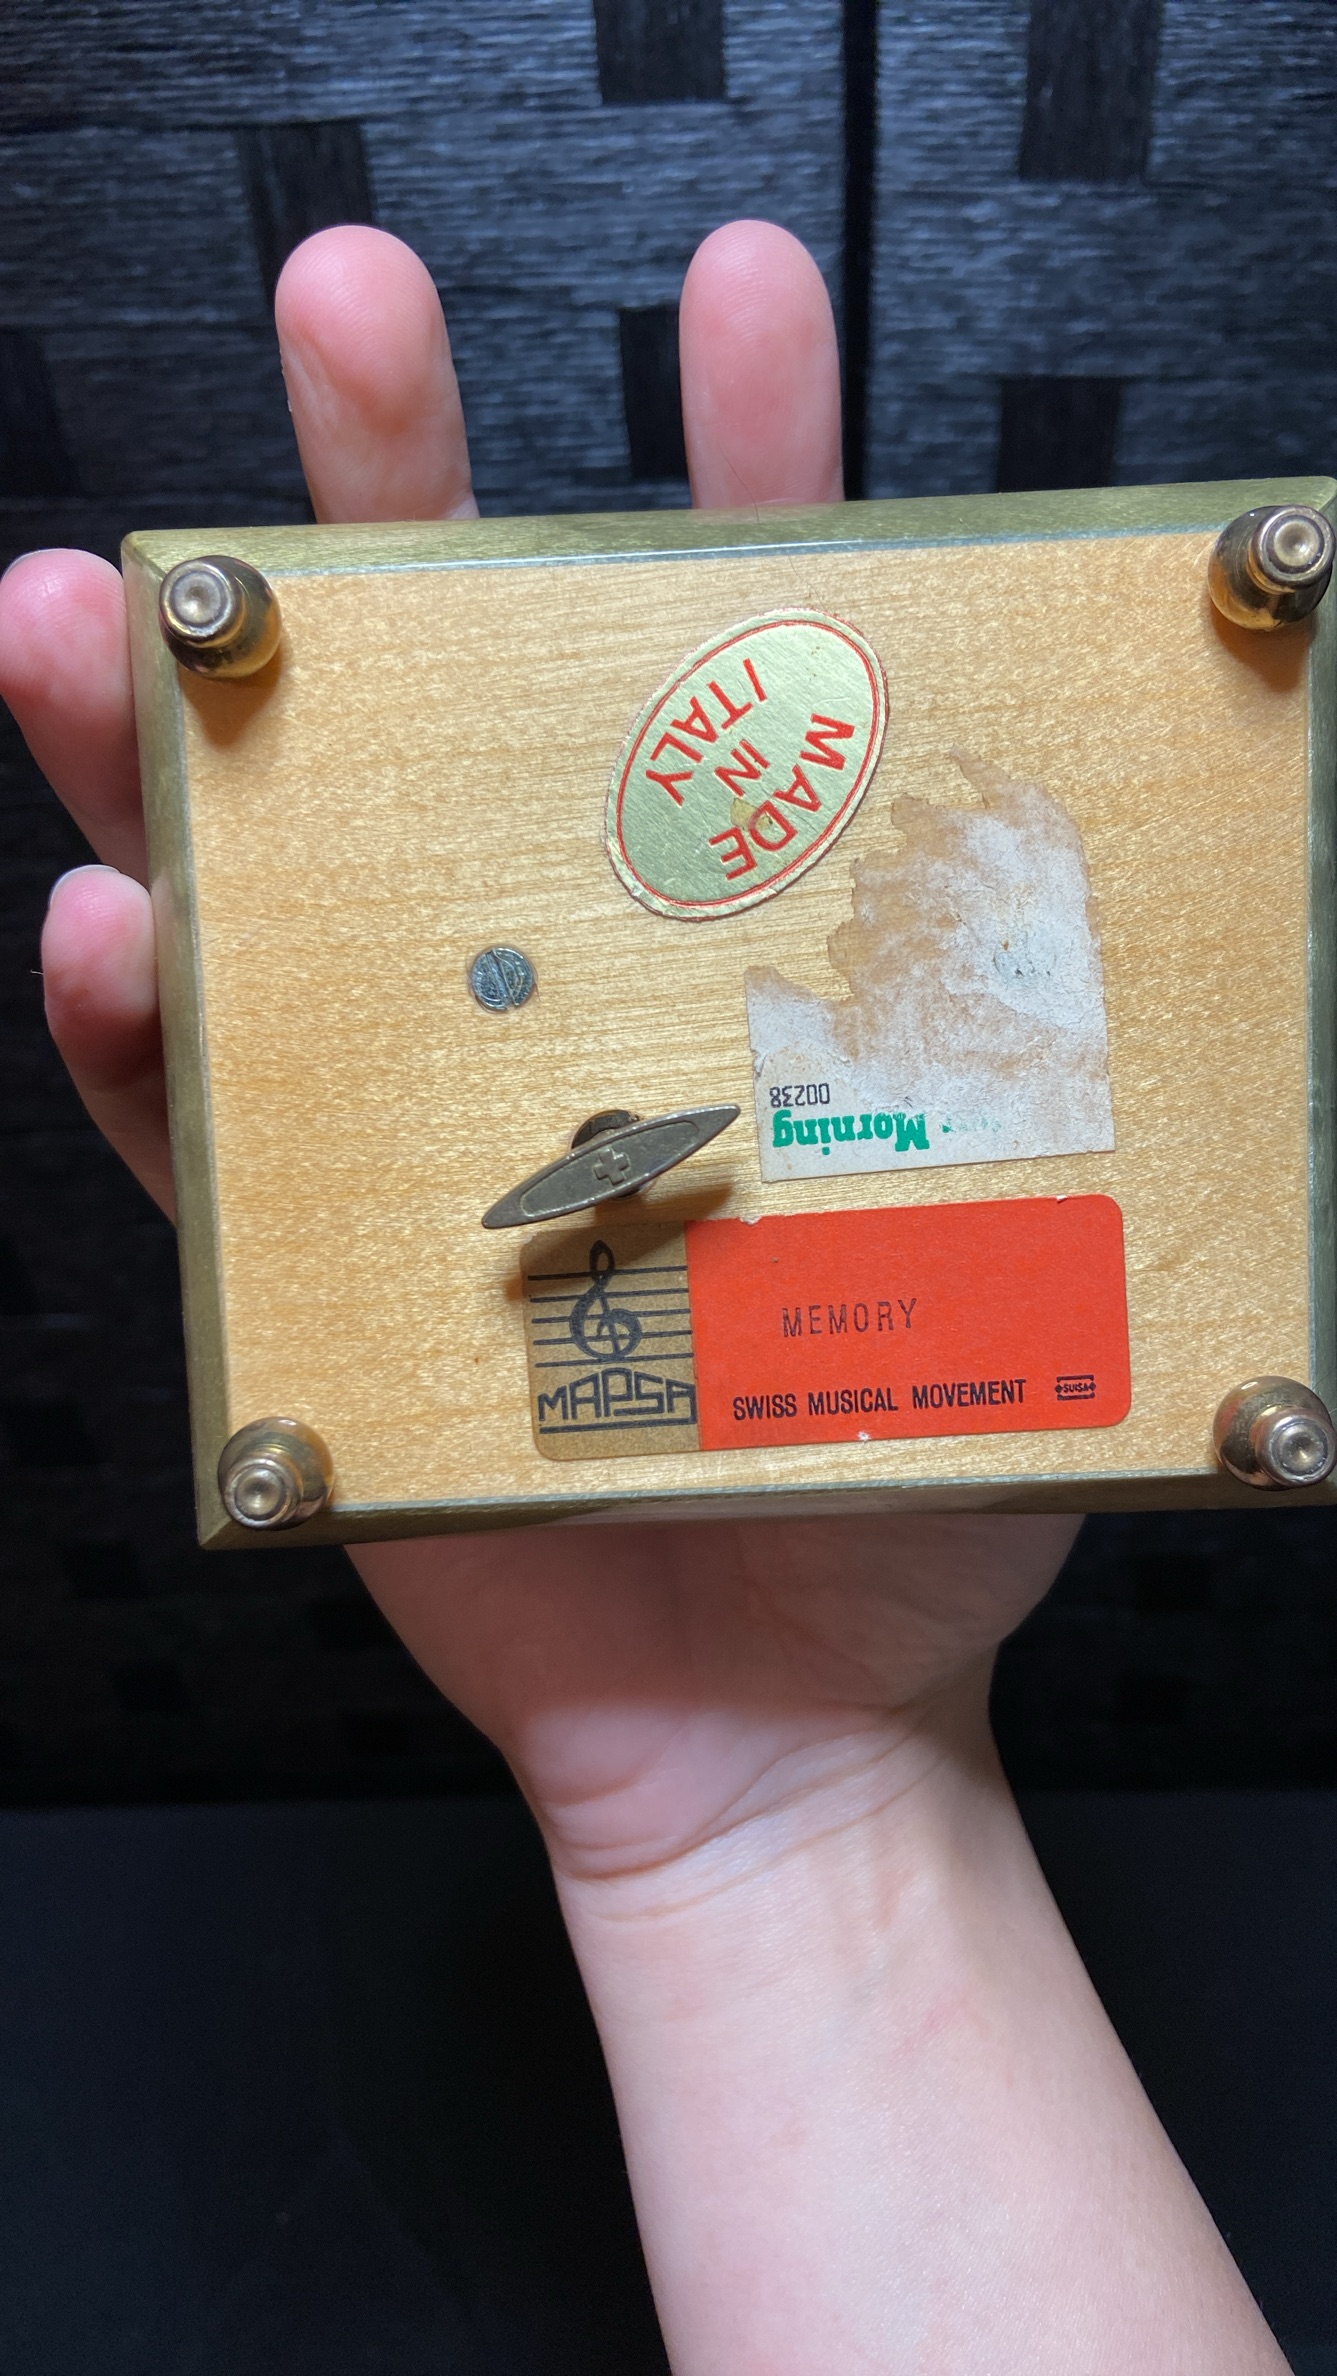 MADE
IN
ITALY
Morning
00238
MEMORY
MAPSA
SWISS MUSICAL MOVEMENT
SUISA